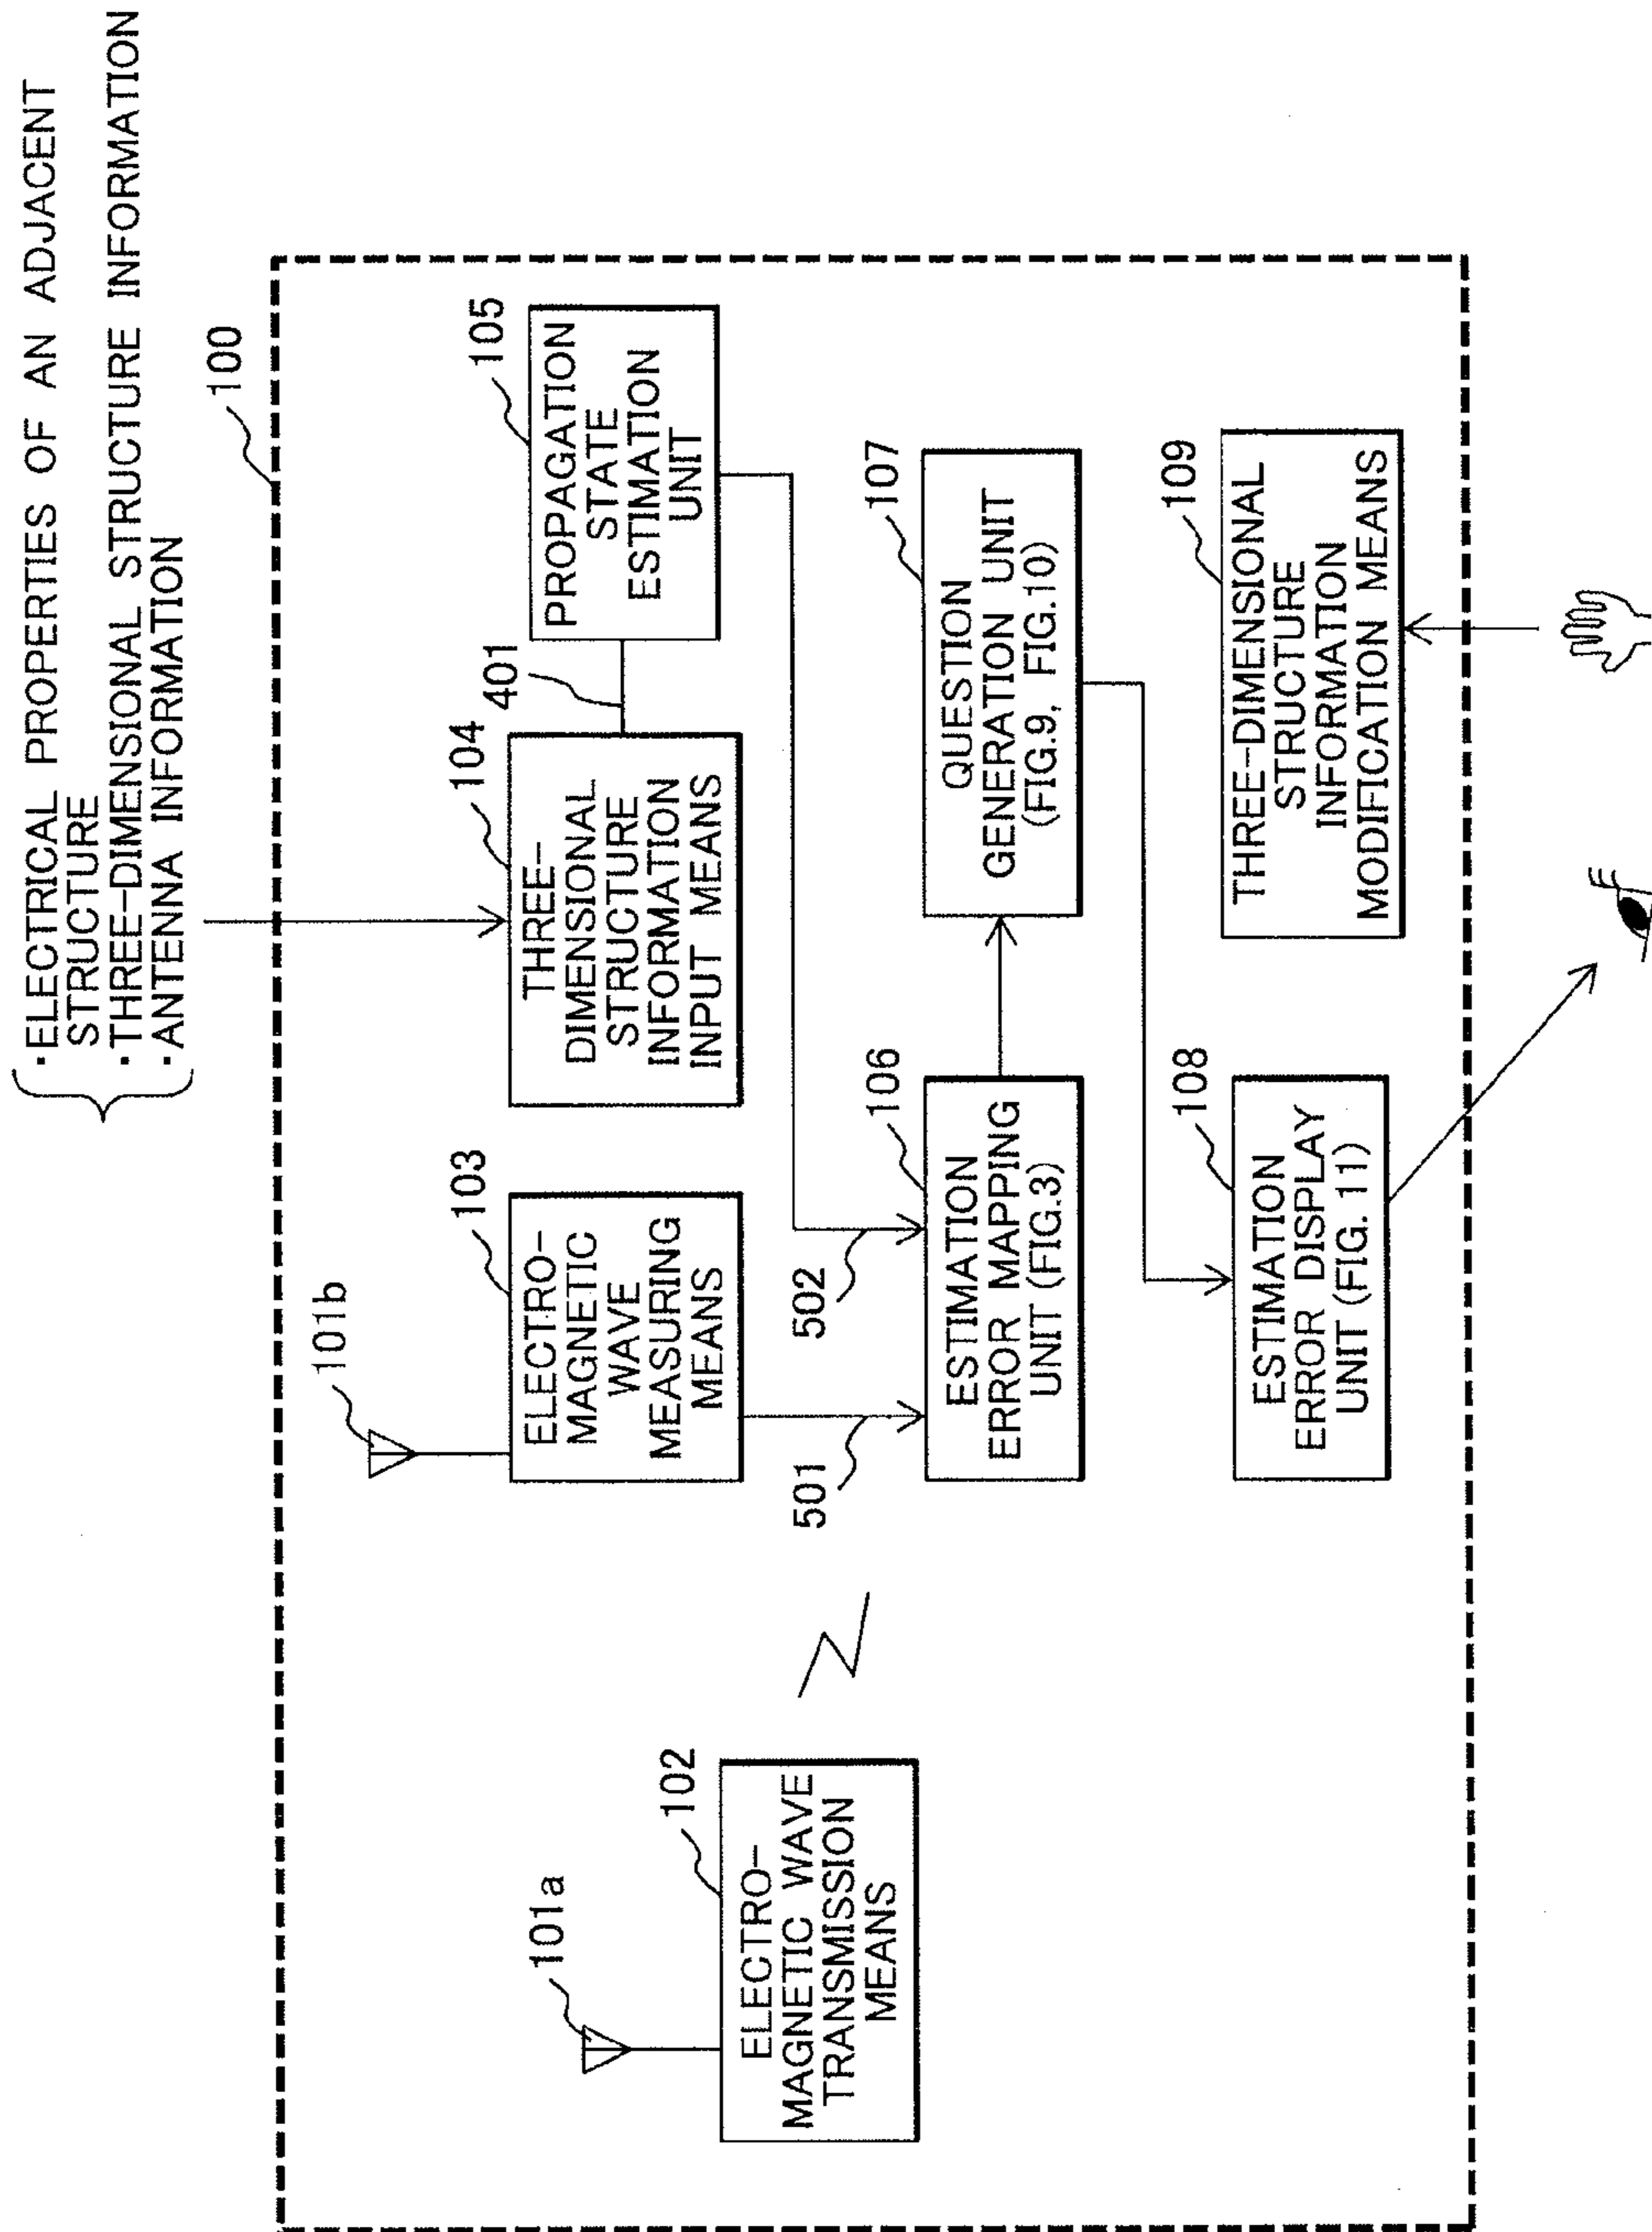 · ELECTRICAL PROPERTIES OF AN ADJACENT
STRUCTURE
· THREE-DIMENSIONAL STRUCTURE INFORMATION
· ANTENNA INFORMATION
100
101a
102
ELECTRO-
MAGNETIC WAVE
TRANSMISSION
MEANS
101b
103
ELECTRO-
MAGNETIC
WAVE
MEASURING
MEANS
104
THREE-
DIMENSIONAL
STRUCTURE
INFORMATION
INPUT MEANS
401
105
PROPAGATION
STATE
ESTIMATION
UNIT
501
502
106
ESTIMATION
ERROR MAPPING
UNIT (FIG.3)
107
QUESTION
GENERATION UNIT
(FIG.9, FIG.10)
108
ESTIMATION
ERROR DISPLAY
UNIT (FIG. 11)
109
THREE-DIMENSIONAL
STRUCTURE
INFORMATION
MODIFICATION MEANS